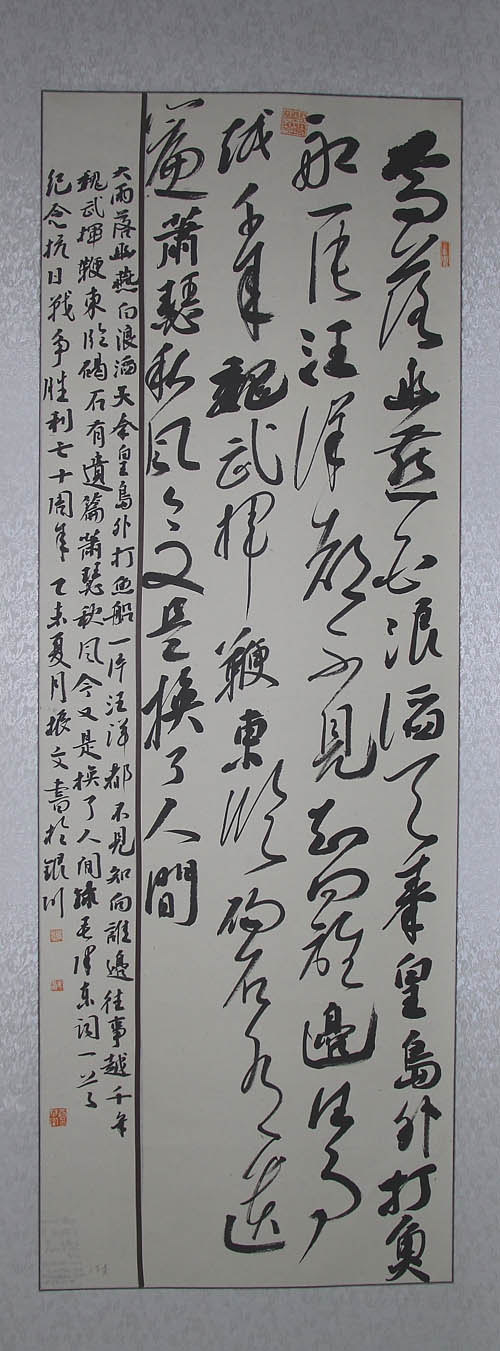 大雨落幽燕白浪滔天秦皇島外打魚
船一片汪洋都不見知向誰邊往事
越千年魏武揮鞭東臨碣石有遺
篇蕭瑟秋風今又是換了人間
大雨落幽燕白浪滔天秦皇島外打魚船一片汪洋都不見知向誰邊往事越千年
魏武揮鞭東臨碣石有遺篇蕭瑟秋風今又是換了人間錄毛澤東詞一首
纪念抗日戰争勝利七十周年 乙未夏月振文書於銀川